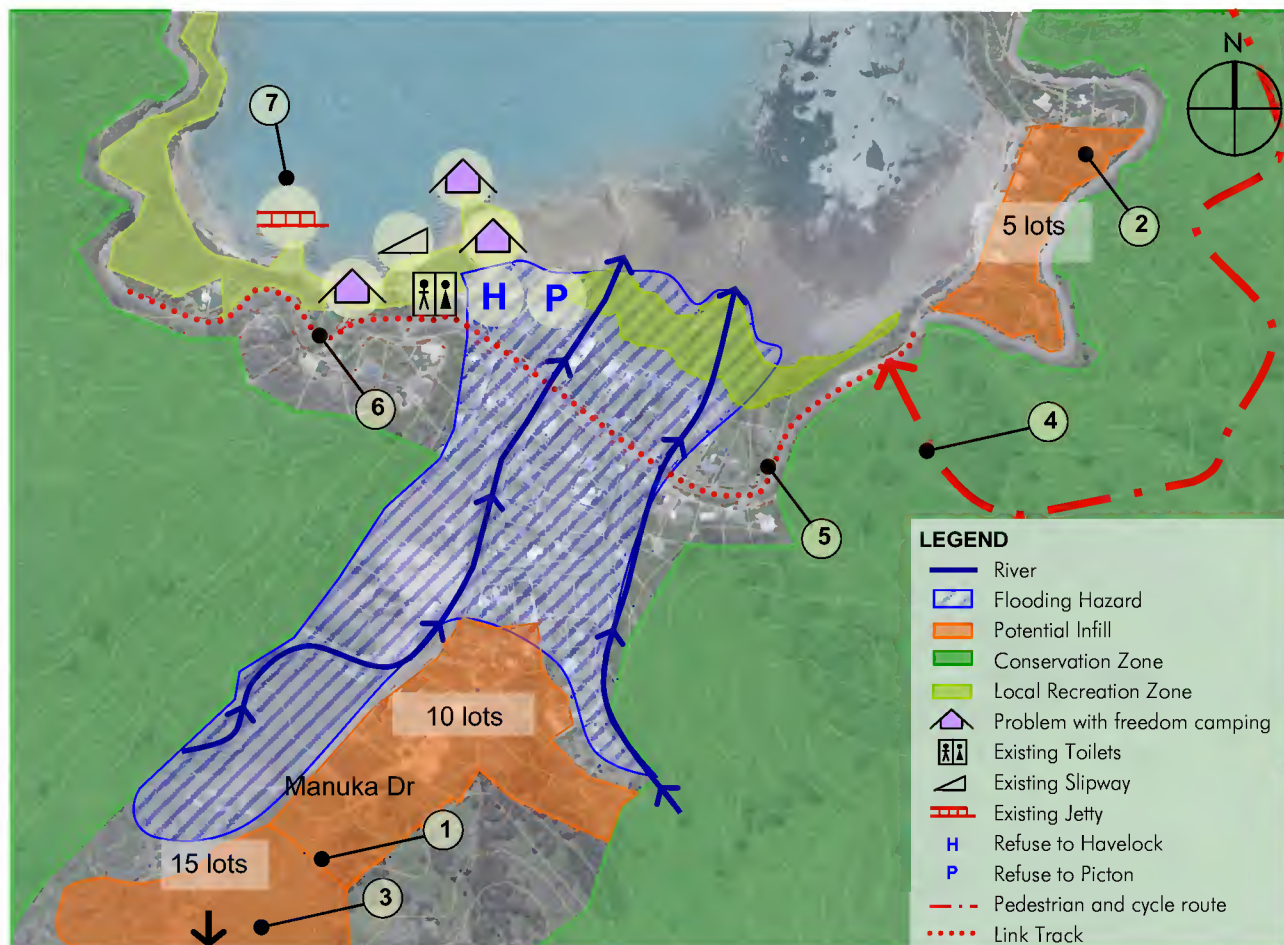 N
7
2
5 lots
H
P
6
4
5
10 lots
Manuka Dr
1
15 lots
3
LEGEND
River
Flooding Hazard
Potential Infill
Conservation Zone
Local Recreation Zone
Problem with freedom camping
Existing Toilets
Existing Slipway
Existing Jetty
H Refuse to Havelock
P Refuse to Picton
Pedestrian and cycle route
Link Track